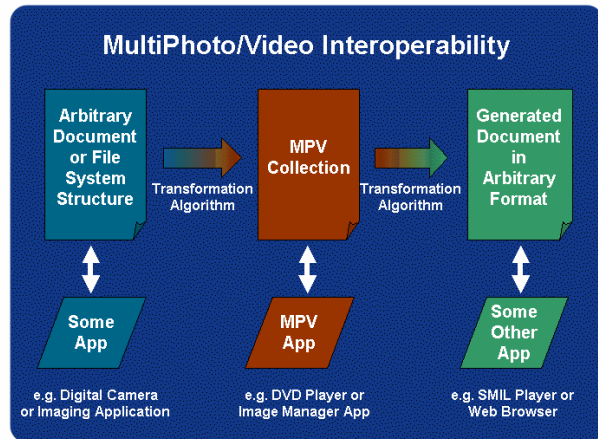 MultiPhoto/Video Interoperability
Arbitrary
Document
or File
System
Structure
Transformation
Algorithm
MPV
Collection
Transformation
Algorithm
Generated
Document
in
Arbitrary
Format
Some
App
MPV
App
Some
Other
App
e.g. Digital Camera
or Imaging Application
e.g. DVD Player or
Image Manager App
e.g. SMIL Player or
Web Browser